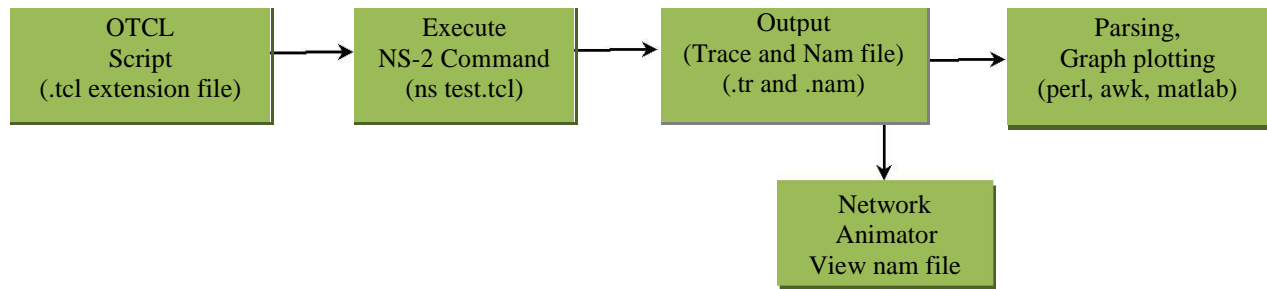 OTCL
Script
(.tcl extension file)
Execute
NS-2 Command
(ns test.tcl)
Output
(Trace and Nam file)
(.tr and .nam)
Parsing,
Graph plotting
(perl, awk, matlab)
Network
Animator
View nam file